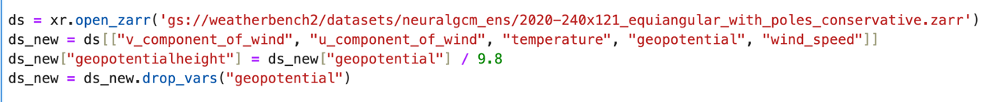 ds = xr.open_zarr('gs://weatherbench2/datasets/neuralgcm_ens/2020-240x121_equiangular_with_poles_conservative.zarr')
ds_new = ds[["v_component_of_wind", "u_component_of_wind", "temperature", "geopotential", "wind_speed"]]
ds_new["geopotentialheight"] = ds_new["geopotential"] / 9.8
ds_new = ds_new.drop_vars("geopotential")